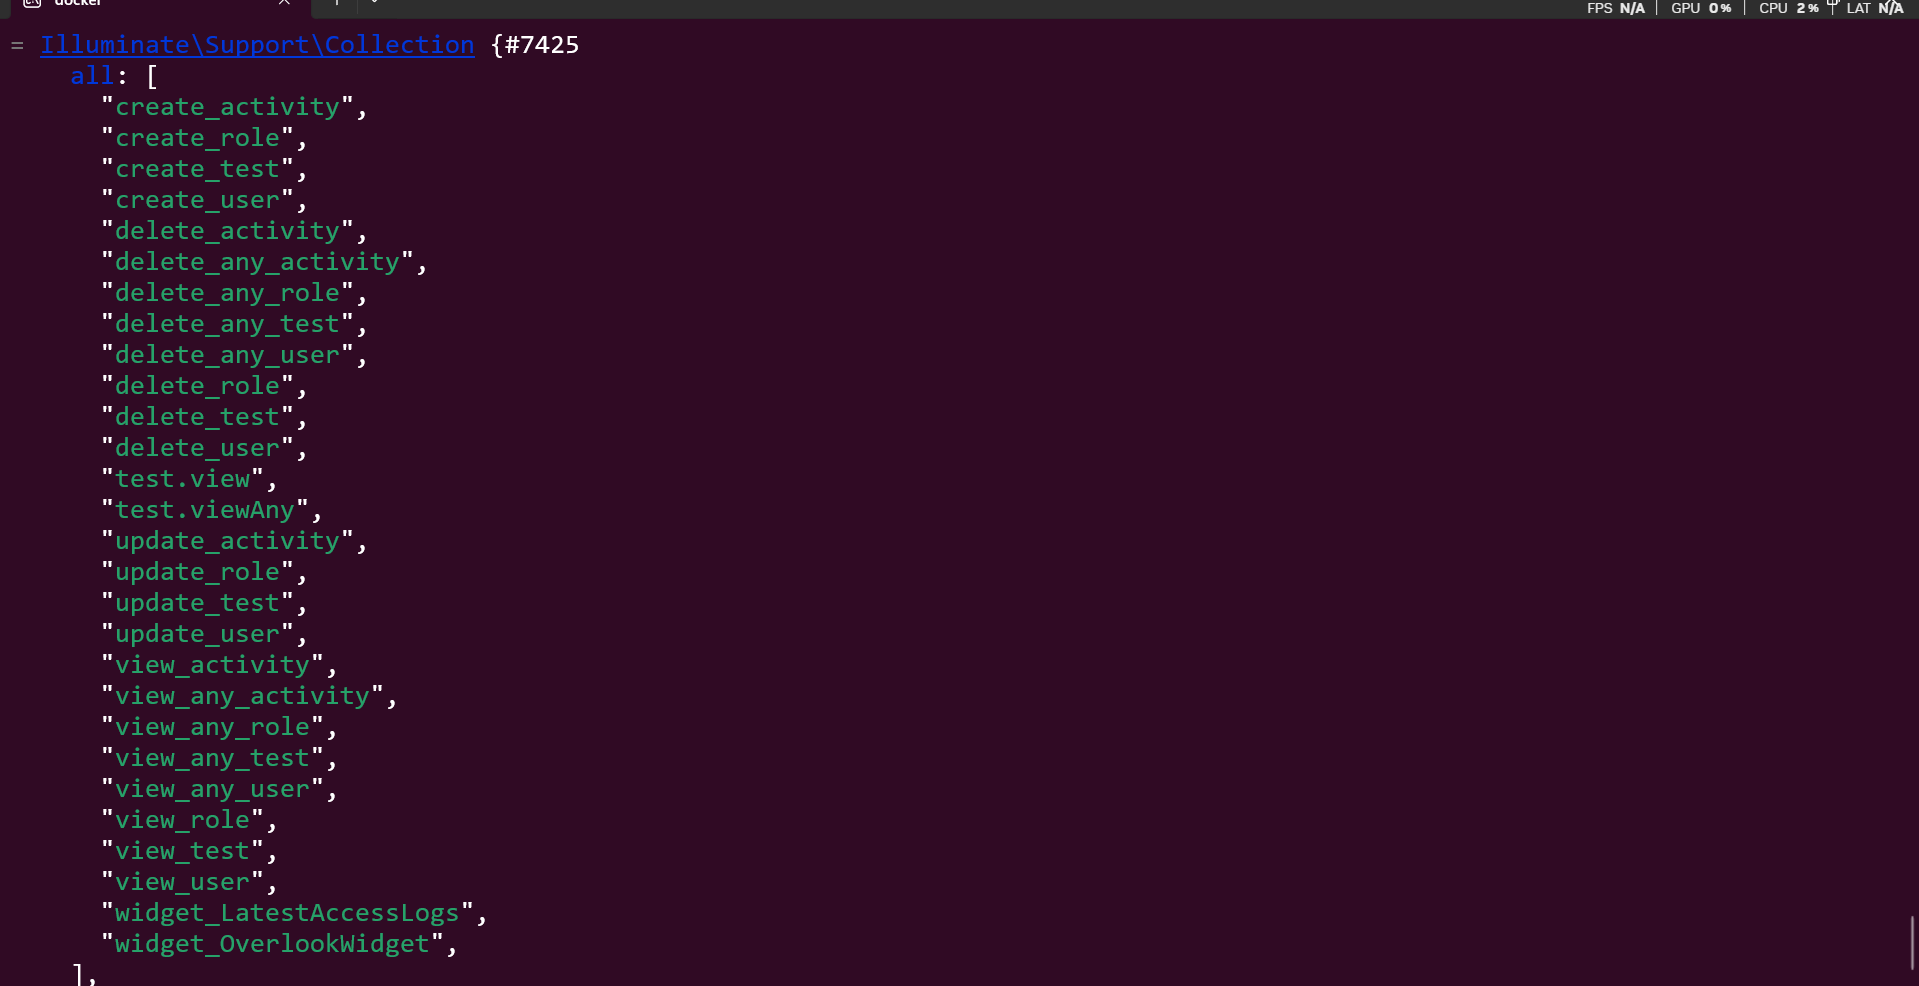 docker
FPS N/A | GPU 0% | CPU 2% | LAT N/A
= Illuminate\Support\Collection {#7425
all: [
"create_activity",
"create_role",
"create_test",
"create_user",
"delete_activity",
"delete_any_activity",
"delete_any_role",
"delete_any_test",
"delete_any_user",
"delete_role",
"delete_test",
"delete_user",
"test.view",
"test.viewAny",
"update_activity",
"update_role",
"update_test",
"update_user",
"view_activity",
"view_any_activity",
"view_any_role",
"view_any_test",
"view_any_user",
"view_role",
"view_test",
"view_user",
"widget_LatestAccessLogs",
"widget_OverlookWidget",
],